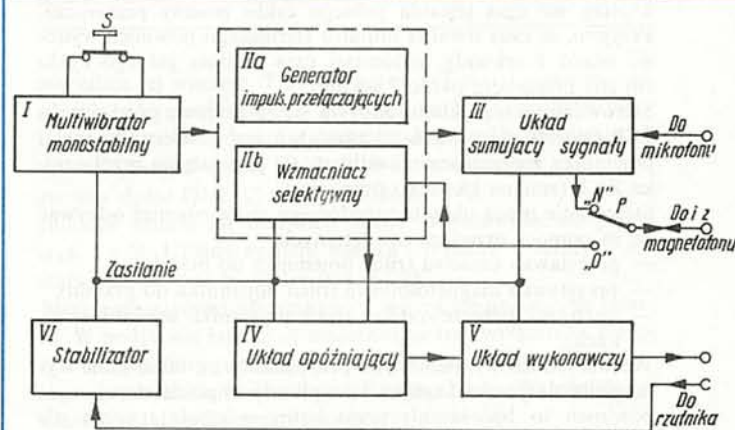 S
I
Multiwibrator
monostabilny
IIa
Generator
impuls. przełączających
IIb
Wzmacniacz
selektywny
III
Układ
sumujący sygnały
Do
mikrofonu
„N”
P
Do i z
magnetofonu
„O”
Zasilanie
VI
Stabilizator
IV
Układ opóźniający
V
Układ wykonawczy
Do
rzutnika